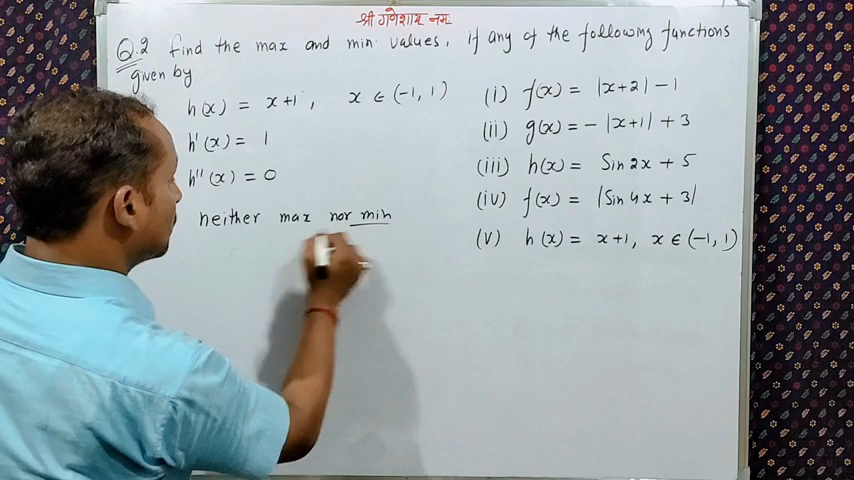 श्री गणेशाय नमः
Q.2 find the max and min. values, if any of the following functions
given by
h(x) = x+1, x ∈ (-1, 1)
h'(x) = 1
h''(x) = 0
neither max nor min
(i) f(x) = |x+2| - 1
(ii) g(x) = - |x+1| + 3
(iii) h(x) = Sin 2x + 5
(iv) f(x) = |Sin 4x + 3|
(v) h(x) = x+1, x ∈ (-1, 1)